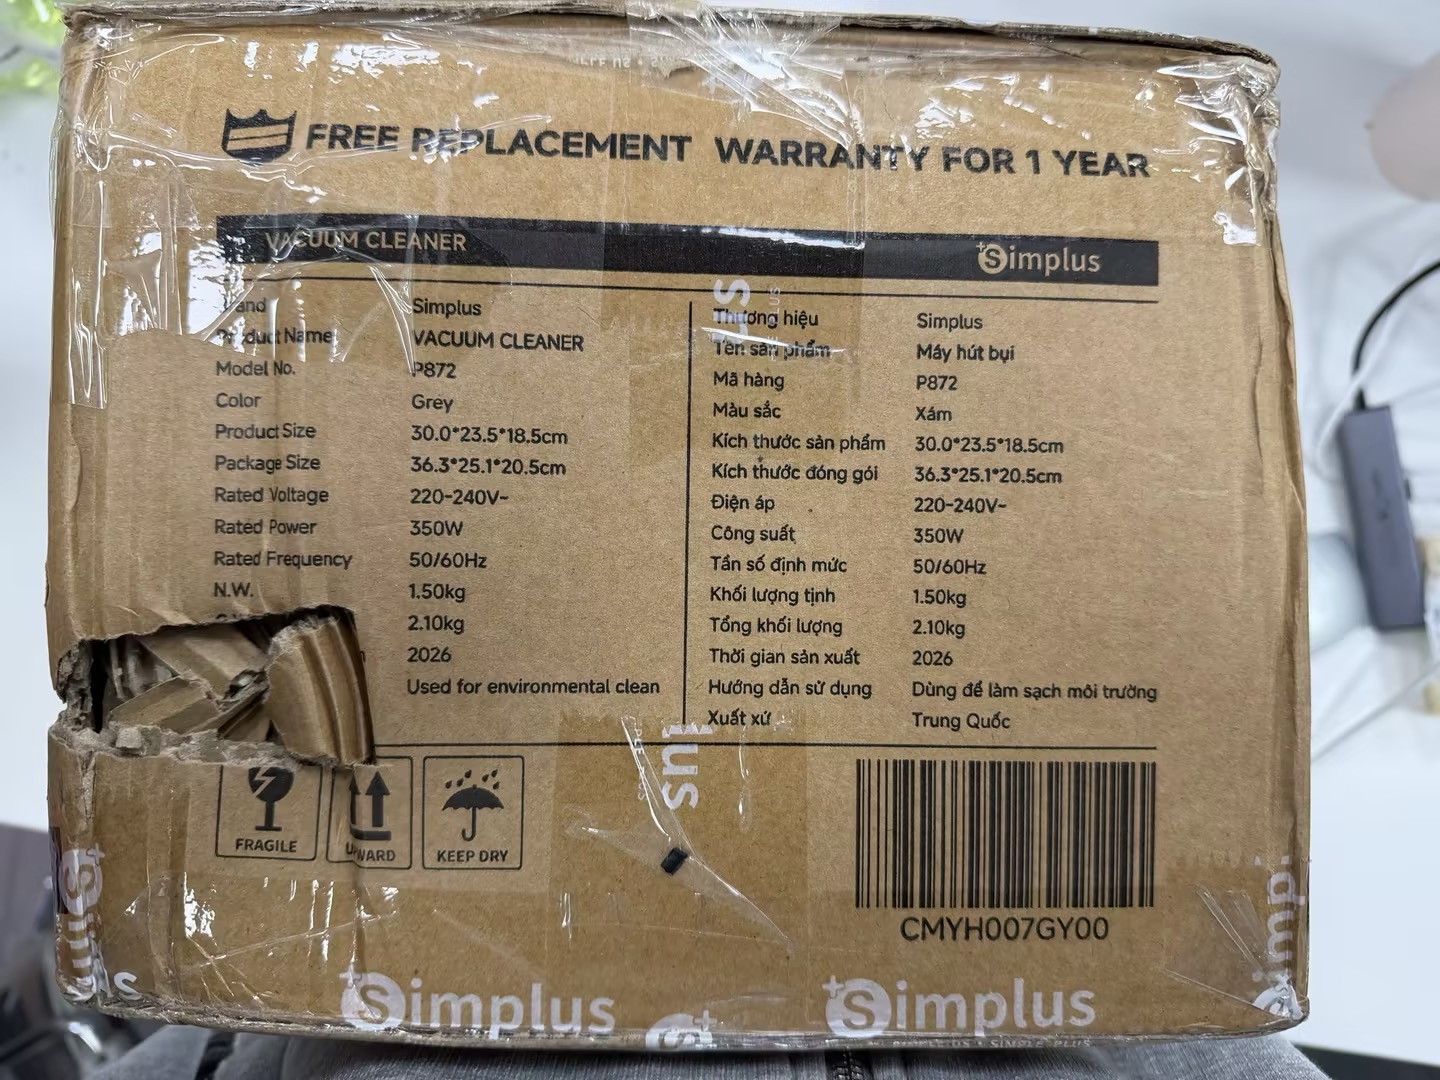 FREE REPLACEMENT WARRANTY FOR 1 YEAR
VACUUM CLEANER
Simplus
Simplus
Product Name VACUUM CLEANER
Model No. P872
Color Grey
Product Size 30.0*23.5*18.5cm
Package Size 36.3*25.1*20.5cm
Rated Voltage 220-240V~
Rated Power 350W
Rated Frequency 50/60Hz
N.W. 1.50kg
2.10kg
2026
Used for environmental clean
Thương hiệu Simplus
Tên sản phẩm Máy hút bụi
Mã hàng P872
Màu sắc Xám
Kích thước sản phẩm 30.0*23.5*18.5cm
Kích thước đóng gói 36.3*25.1*20.5cm
Điện áp 220-240V~
Công suất 350W
Tần số định mức 50/60Hz
Khối lượng tịnh 1.50kg
Tổng khối lượng 2.10kg
Thời gian sản xuất 2026
Hướng dẫn sử dụng Dùng để làm sạch môi trường
Xuất xứ Trung Quốc
FRAGILE
UPWARD
KEEP DRY
CMYH007GY00
Simplus
Simplus